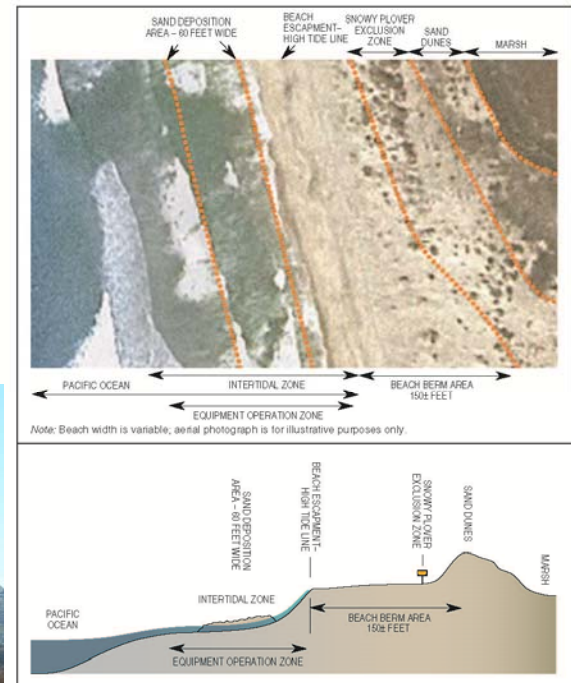 SAND DEPOSITION
AREA – 60 FEET WIDE
BEACH
ESCAPMENT–
HIGH TIDE LINE
SNOWY PLOVER
EXCLUSION
ZONE
SAND
DUNES
MARSH
PACIFIC OCEAN
INTERTIDAL ZONE
BEACH BERM AREA
150± FEET
EQUIPMENT OPERATION ZONE
Note: Beach width is variable; aerial photograph is for illustrative purposes only.
SAND DEPOSITION
AREA – 60 FEET WIDE
BEACH ESCAPMENT–
HIGH TIDE LINE
SNOWY PLOVER
EXCLUSION ZONE
SAND DUNES
MARSH
INTERTIDAL ZONE
PACIFIC
OCEAN
BEACH BERM AREA
150± FEET
EQUIPMENT OPERATION ZONE